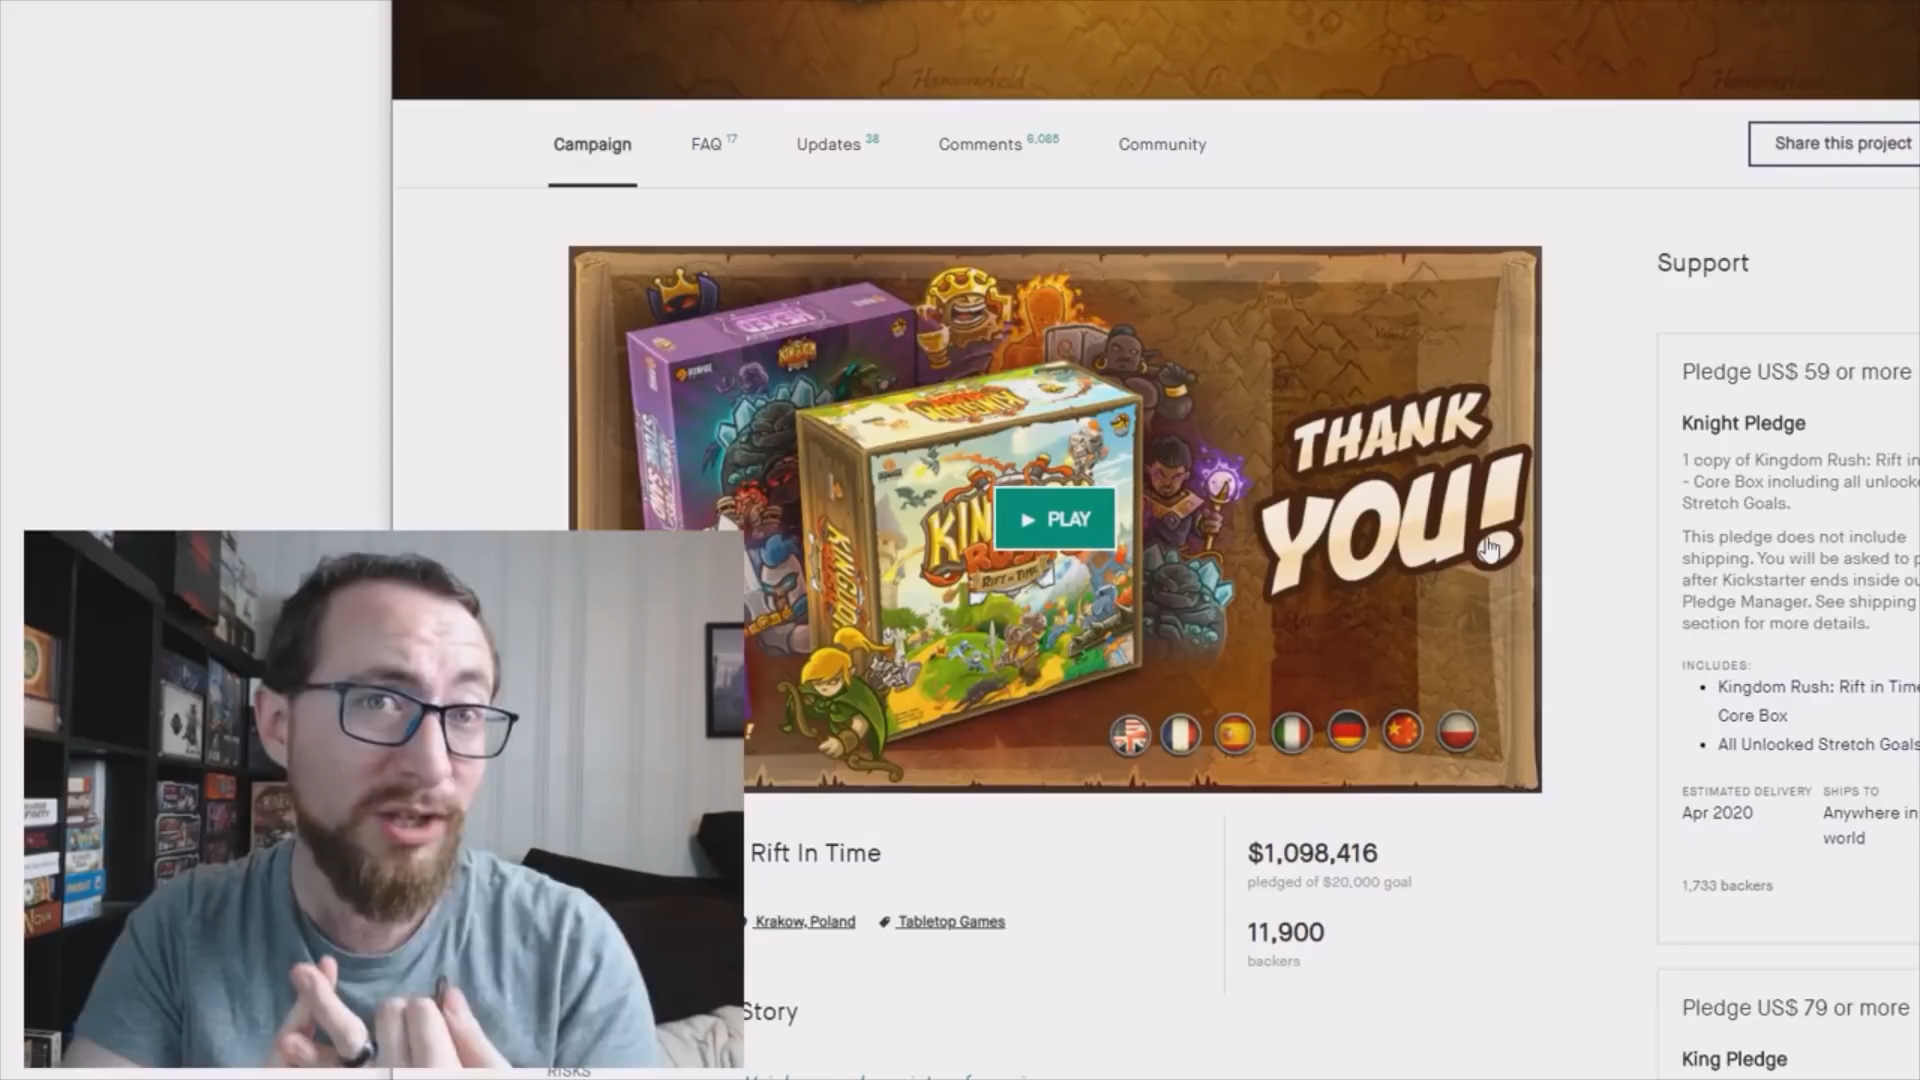 Campaign
FAQ 17
Updates 38
Comments 6,085
Community
Share this project
THANK
YOU!
PLAY
RIFT IN TIME
Support
Pledge US$ 59 or more
Knight Pledge
1 copy of Kingdom Rush: Rift in
- Core Box including all unlocke
Stretch Goals.
This pledge does not include
shipping. You will be asked to p
after Kickstarter ends inside ou
Pledge Manager. See shipping
section for more details.
INCLUDES:
• Kingdom Rush: Rift in Time
Core Box
• All Unlocked Stretch Goals
ESTIMATED DELIVERY
Apr 2020
SHIPS TO
Anywhere in
world
1,733 backers
Rift In Time
Krakow, Poland
Tabletop Games
$1,098,416
pledged of $20,000 goal
11,900
backers
Story
RISKS
Pledge US$ 79 or more
King Pledge